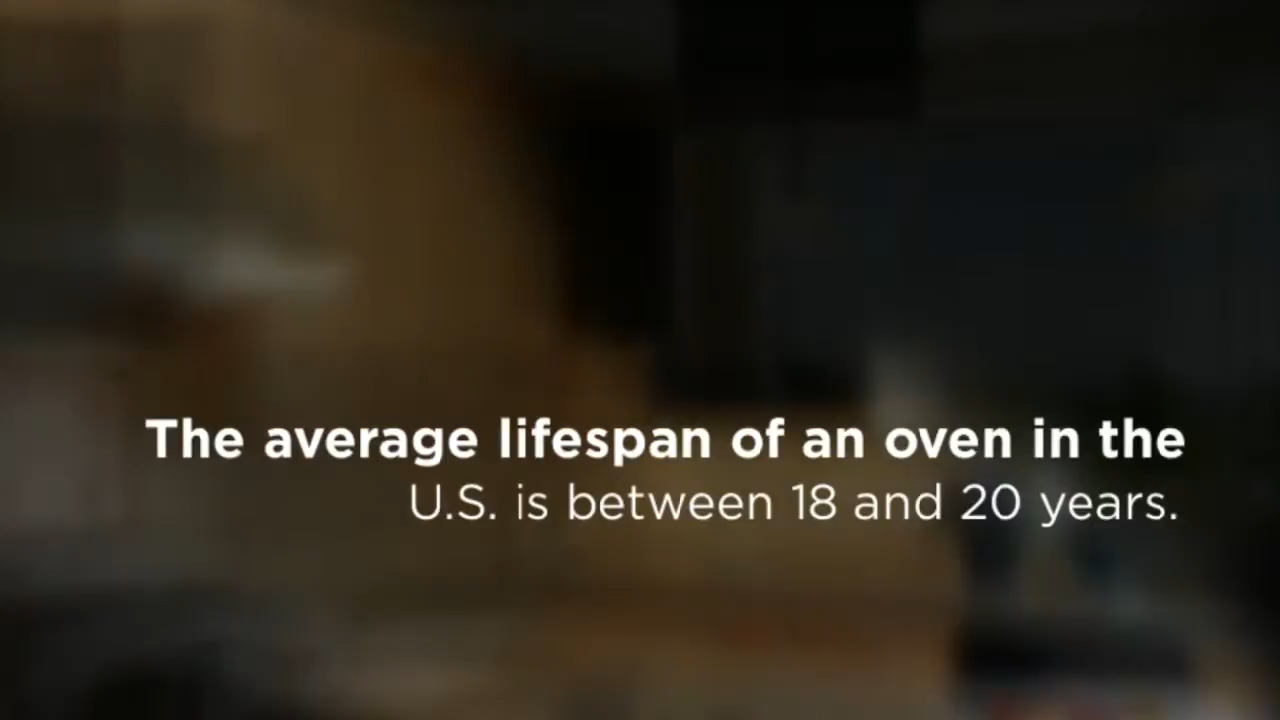 The average lifespan of an oven in the
U.S. is between 18 and 20 years.